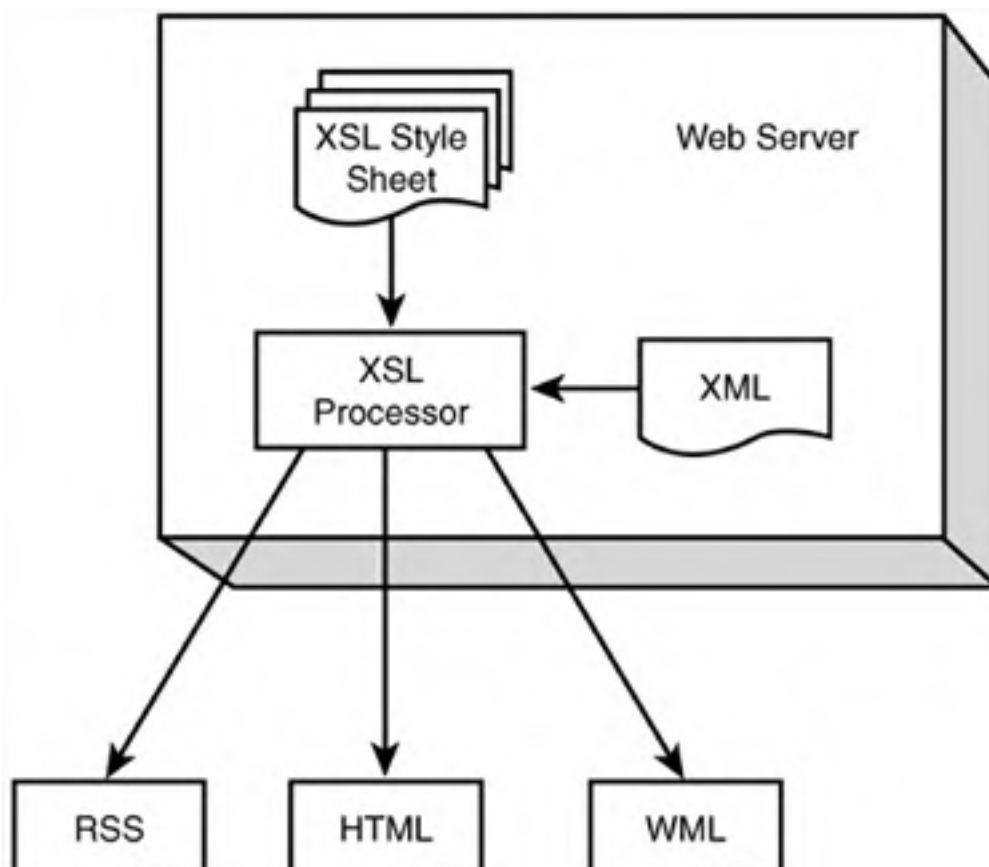 XSL Style
Sheet
Web Server
XSL
Processor
XML
RSS
HTML
WML